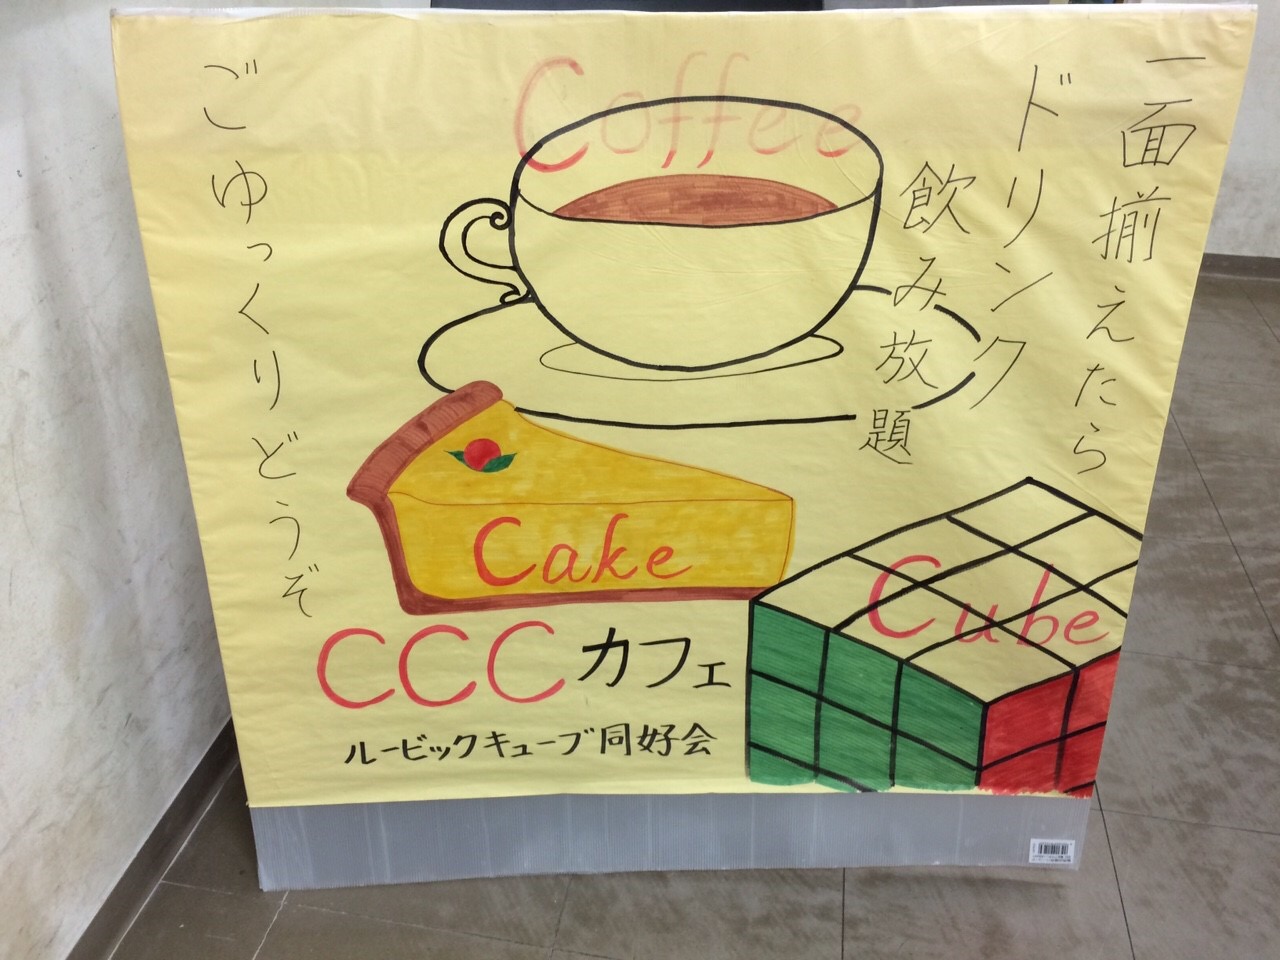 一面揃えたら
ドリンク
飲み放題
ごゆっくりどうぞ
Coffee
Cake
Cube
CCCカフェ
ルービックキューブ同好会